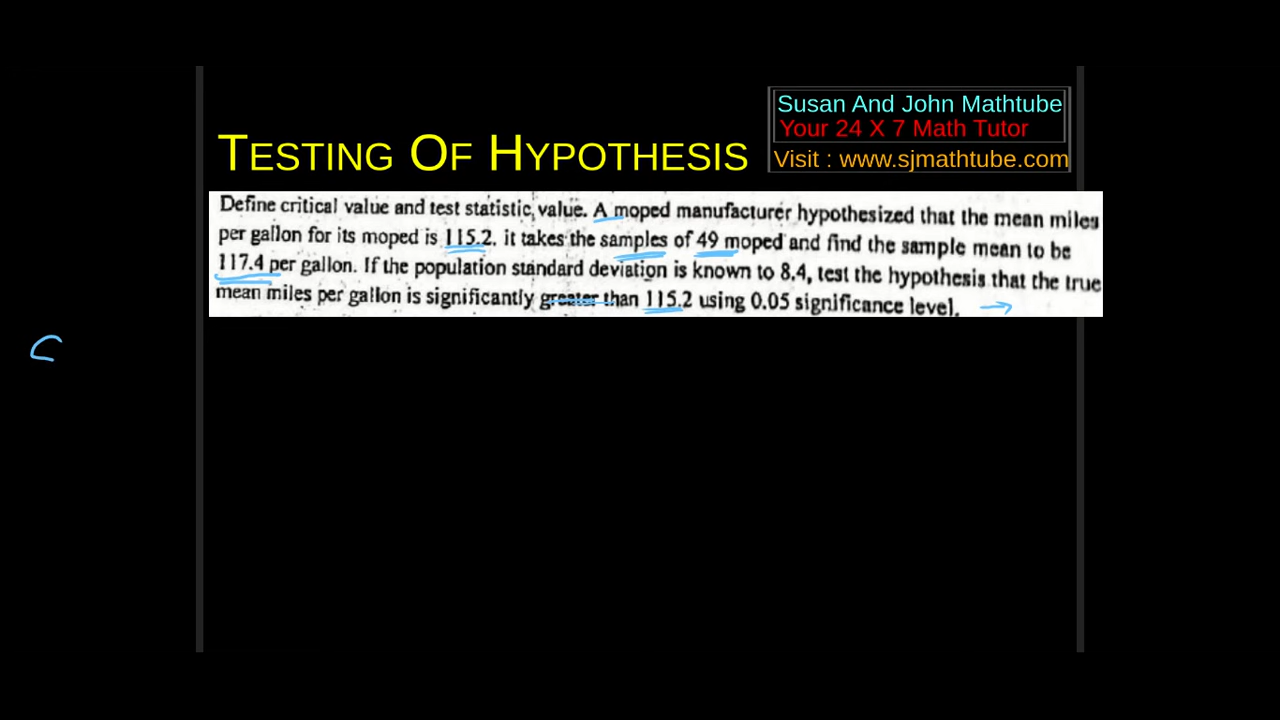 Susan And John Mathtube
Your 24 X 7 Math Tutor
Visit : www.sjmathtube.com
TESTING OF HYPOTHESIS
Define critical value and test statistic value. A moped manufacturer hypothesized that the mean miles
per gallon for its moped is 115.2. it takes the samples of 49 moped and find the sample mean to be
117.4 per gallon. If the population standard deviation is known to 8.4, test the hypothesis that the true
mean miles per gallon is significantly greater than 115.2 using 0.05 significance level.